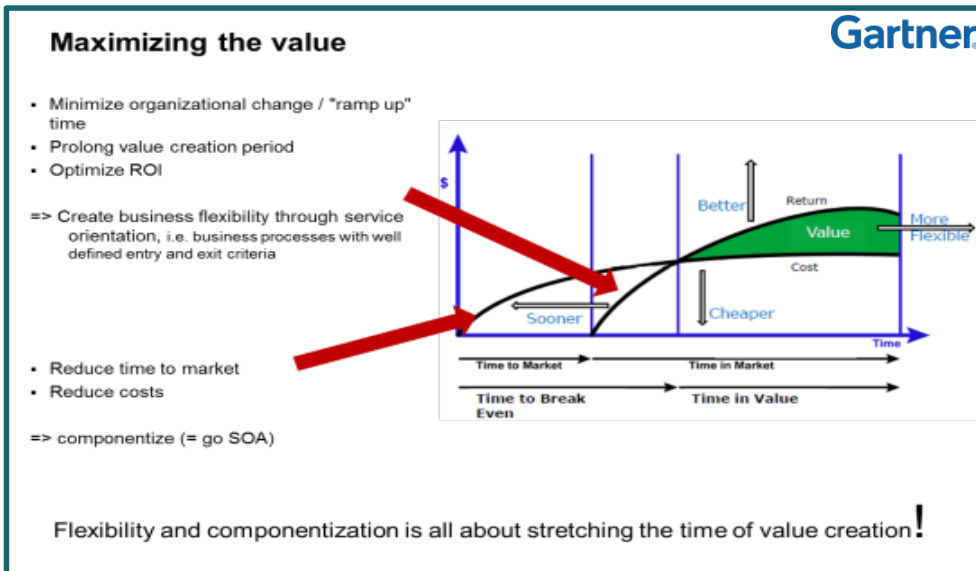 Maximizing the value
Gartner®
▪ Minimize organizational change / "ramp up"
time
▪ Prolong value creation period
▪ Optimize ROI
=> Create business flexibility through service
orientation, i.e. business processes with well
defined entry and exit criteria
▪ Reduce time to market
▪ Reduce costs
=> componentize (= go SOA)
$
Better
Return
Value
More
Flexible
Cost
Sooner
Cheaper
Time
Time to Market
Time in Market
Time to Break
Even
Time in Value
Flexibility and componentization is all about stretching the time of value creation!